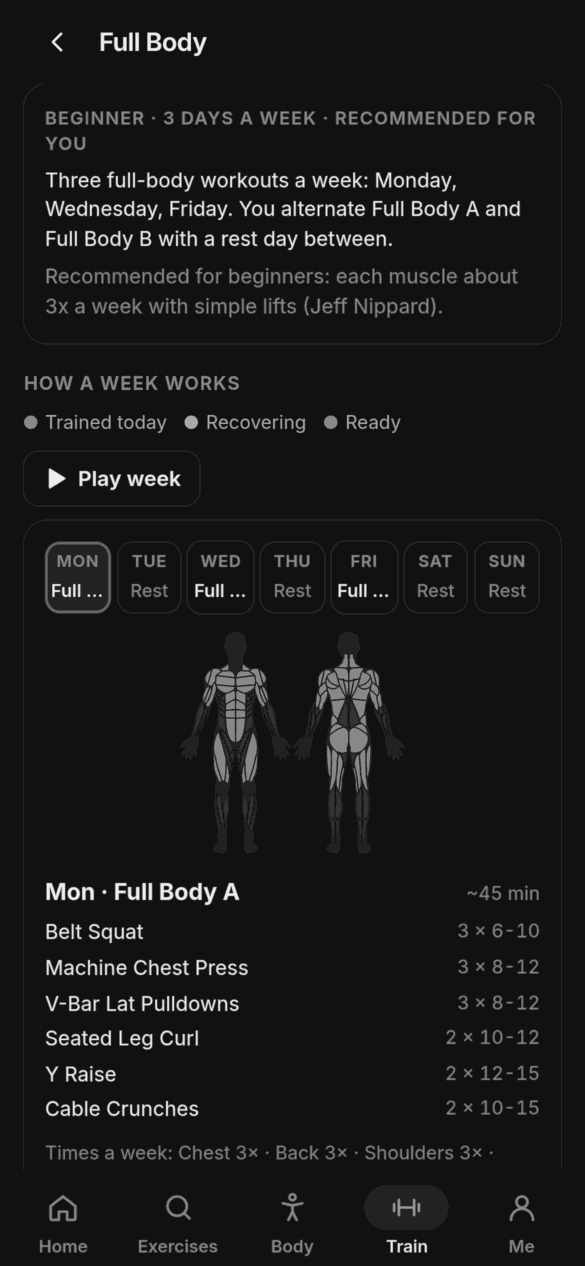 Full Body
BEGINNER · 3 DAYS A WEEK · RECOMMENDED FOR
YOU
Three full-body workouts a week: Monday,
Wednesday, Friday. You alternate Full Body A and
Full Body B with a rest day between.
Recommended for beginners: each muscle about
3x a week with simple lifts (Jeff Nippard).
HOW A WEEK WORKS
Trained today Recovering Ready
Play week
MON TUE WED THU FRI SAT SUN
Full ... Rest Full ... Rest Full ... Rest Rest
Mon · Full Body A ~45 min
Belt Squat 3 × 6-10
Machine Chest Press 3 × 8-12
V-Bar Lat Pulldowns 3 × 8-12
Seated Leg Curl 2 × 10-12
Y Raise 2 × 12-15
Cable Crunches 2 × 10-15
Times a week: Chest 3× · Back 3× · Shoulders 3× ·
Home Exercises Body Train Me